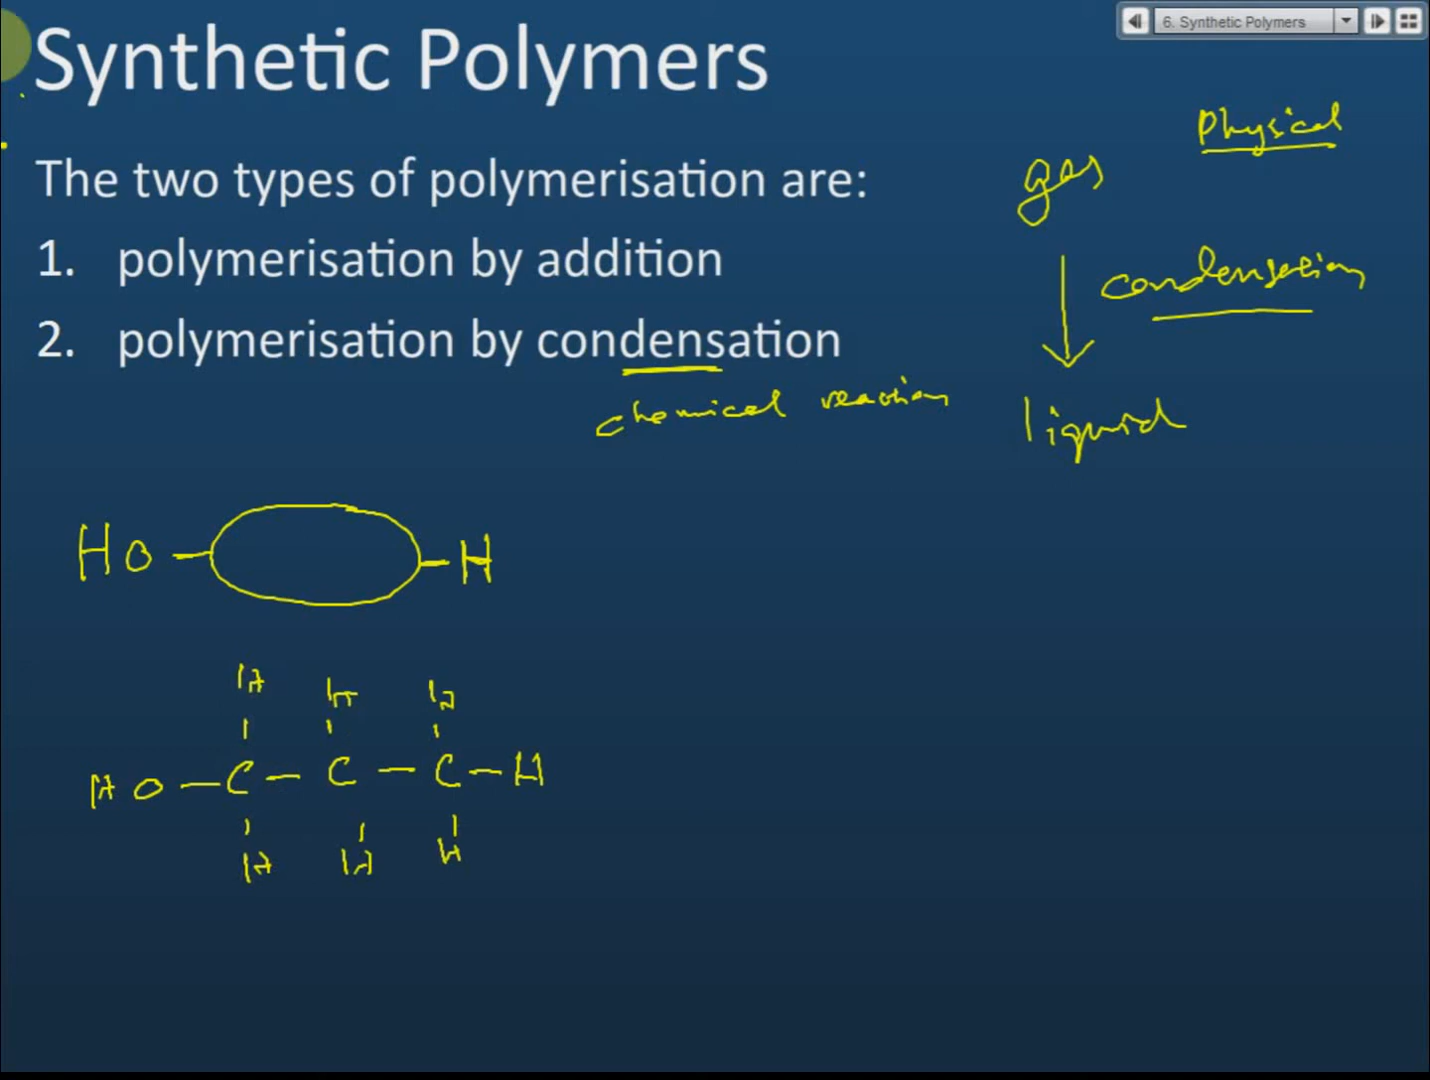 Synthetic Polymers
6. Synthetic Polymers
Physical
The two types of polymerisation are:
gas
1. polymerisation by addition
condensation
2. polymerisation by condensation
chemical reaction
liquid
HO - H
H H H
HO - C - C - C - H
H H H